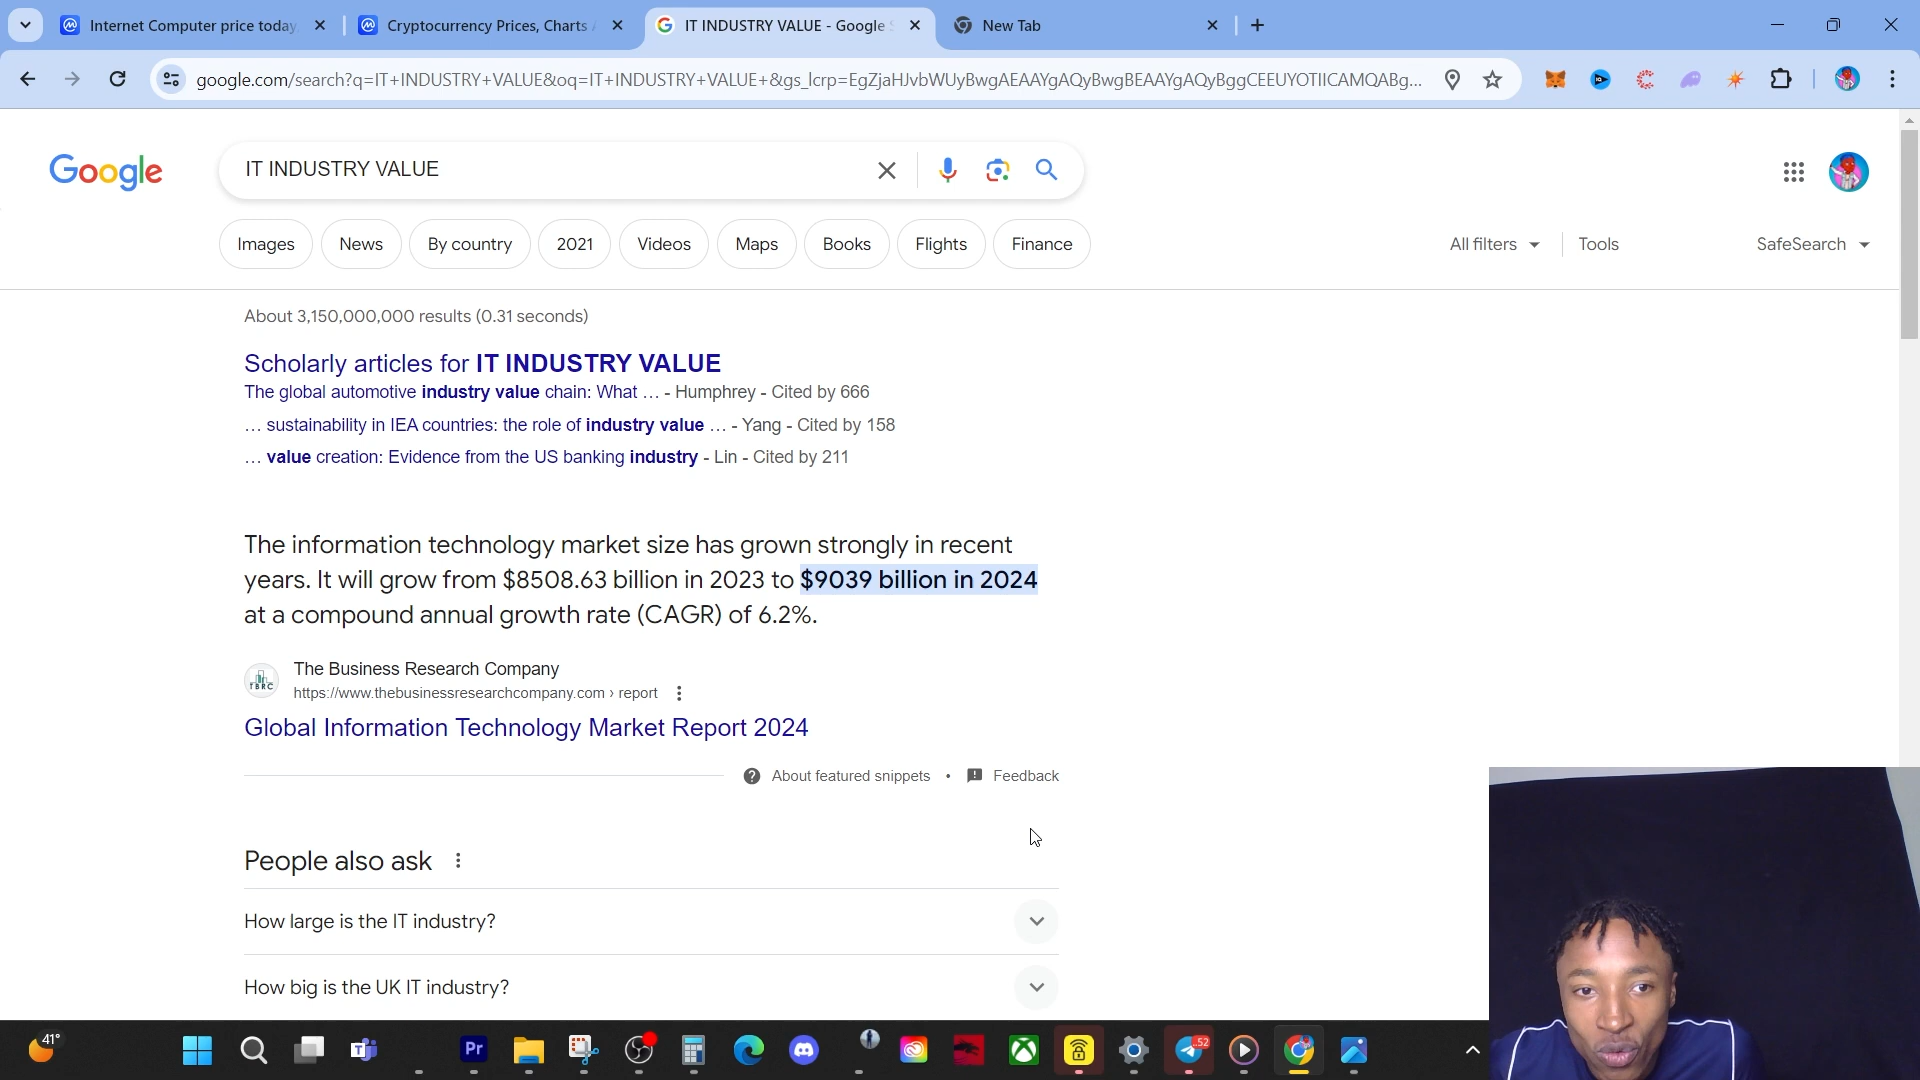 Internet Computer price today,
Cryptocurrency Prices, Charts
IT INDUSTRY VALUE - Google S
New Tab
google.com/search?q=IT+INDUSTRY+VALUE&oq=IT+INDUSTRY+VALUE+&gs_lcrp=EgZjaHJvbWUyBwgAEAAYgAQyBwgBEAAYgAQyBggCEEUYOTIICAMQABg...
Google
IT INDUSTRY VALUE
Images
News
By country
2021
Videos
Maps
Books
Flights
Finance
All filters
Tools
SafeSearch
About 3,150,000,000 results (0.31 seconds)
Scholarly articles for IT INDUSTRY VALUE
The global automotive industry value chain: What … - Humphrey - Cited by 666
… sustainability in IEA countries: the role of industry value … - Yang - Cited by 158
… value creation: Evidence from the US banking industry - Lin - Cited by 211
The information technology market size has grown strongly in recent
years. It will grow from $8508.63 billion in 2023 to $9039 billion in 2024
at a compound annual growth rate (CAGR) of 6.2%.
TBRC
The Business Research Company
https://www.thebusinessresearchcompany.com › report
Global Information Technology Market Report 2024
About featured snippets • Feedback
People also ask
How large is the IT industry?
How big is the UK IT industry?
41°
Pr
52